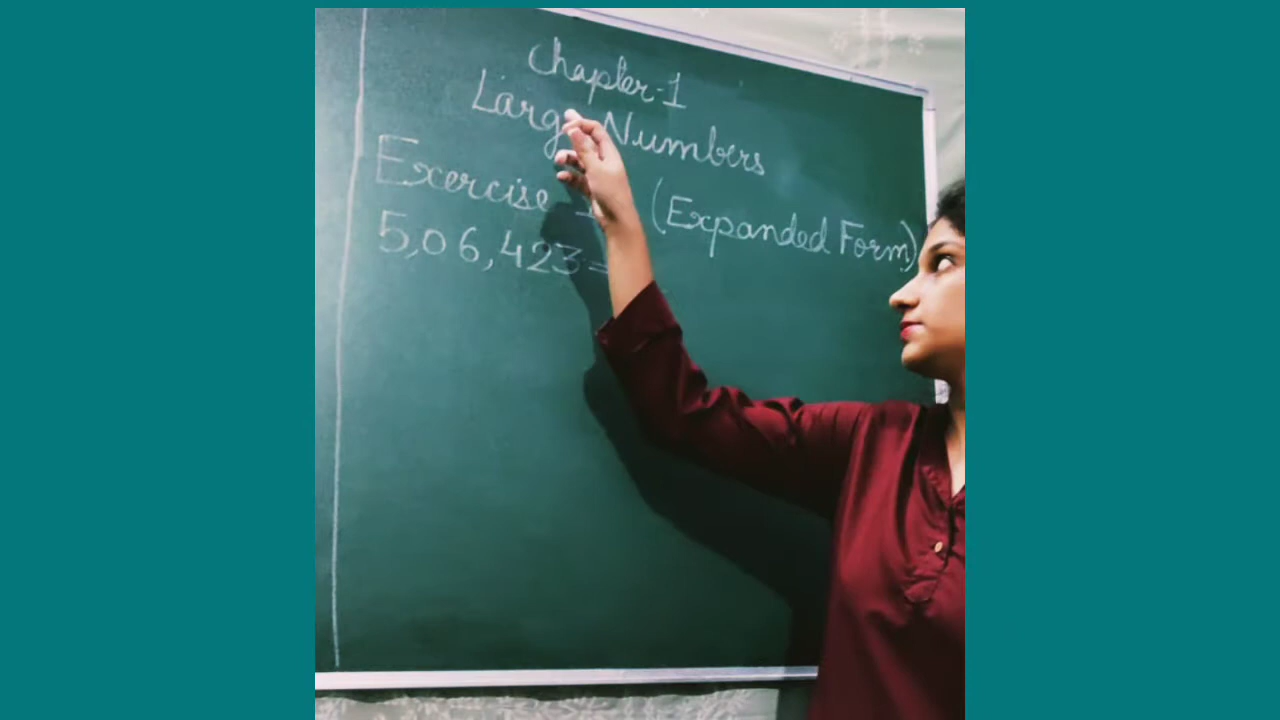 Chapter-1
Large Numbers
Exercise (Expanded Form)
5,06,423=